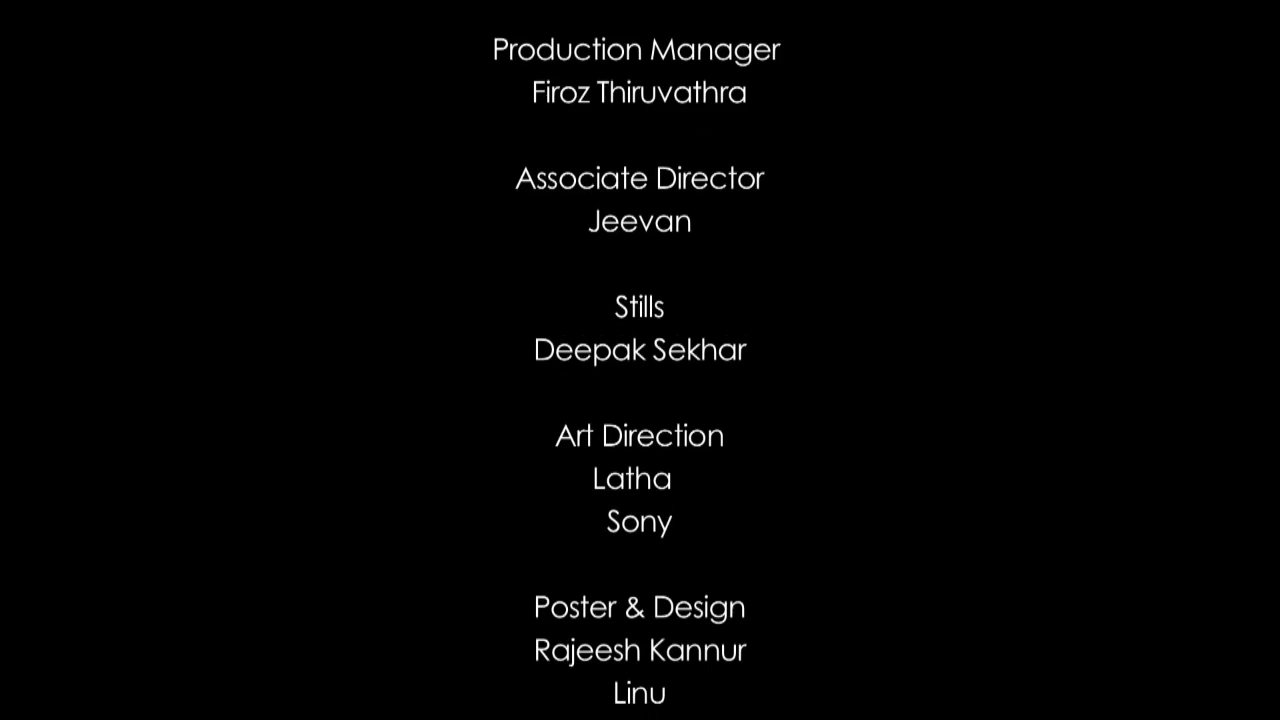 Production Manager
Firoz Thiruvathra
Associate Director
Jeevan
Stills
Deepak Sekhar
Art Direction
Latha
Sony
Poster & Design
Rajeesh Kannur
Linu